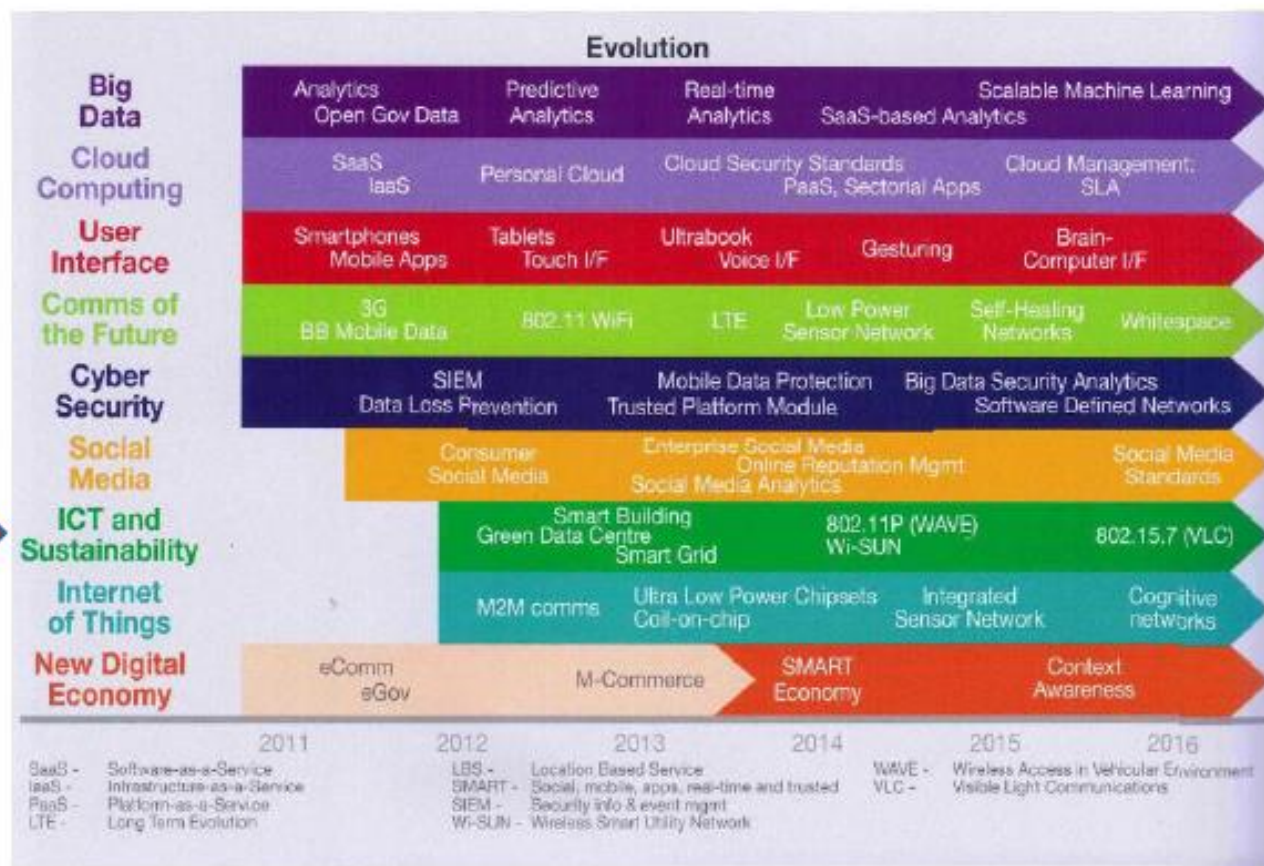 Evolution
Big
Data
Analytics
Open Gov Data
Predictive
Analytics
Real-time
Analytics
SaaS-based Analytics
Scalable Machine Learning
Cloud
Computing
SaaS
IaaS
Personal Cloud
Cloud Security Standards
PaaS, Sectorial Apps
Cloud Management:
SLA
User
Interface
Smartphones
Mobile Apps
Tablets
Touch I/F
Ultrabook
Voice I/F
Gesturing
Brain-
Computer I/F
Comms of
the Future
3G
BB Mobile Data
802.11 WiFi
LTE
Low Power
Sensor Network
Self-Healing
Networks
Whitespace
Cyber
Security
SIEM
Data Loss Prevention
Mobile Data Protection
Trusted Platform Module
Big Data Security Analytics
Software Defined Networks
Social
Media
Consumer
Social Media
Enterprise Social Media
Online Reputation Mgmt
Social Media Analytics
Social Media
Standards
ICT and
Sustainability
Smart Building
Green Data Centre
Smart Grid
802.11P (WAVE)
Wi-SUN
802.15.7 (VLC)
Internet
of Things
M2M comms
Ultra Low Power Chipsets
Coil-on-chip
Integrated
Sensor Network
Cognitive
networks
New Digital
Economy
eComm
eGov
M-Commerce
SMART
Economy
Context
Awareness
2011 2012 2013 2014 2015 2016
SaaS - Software-as-a-Service
IaaS - Infrastructure-as-a-Service
PaaS - Platform-as-a-Service
LTE - Long Term Evolution
LBS - Location Based Service
SMART - Social, mobile, apps, real-time and trusted
SIEM - Security info & event mgmt
Wi-SUN - Wireless Smart Utility Network
WAVE - Wireless Access in Vehicular Environment
VLC - Visible Light Communications